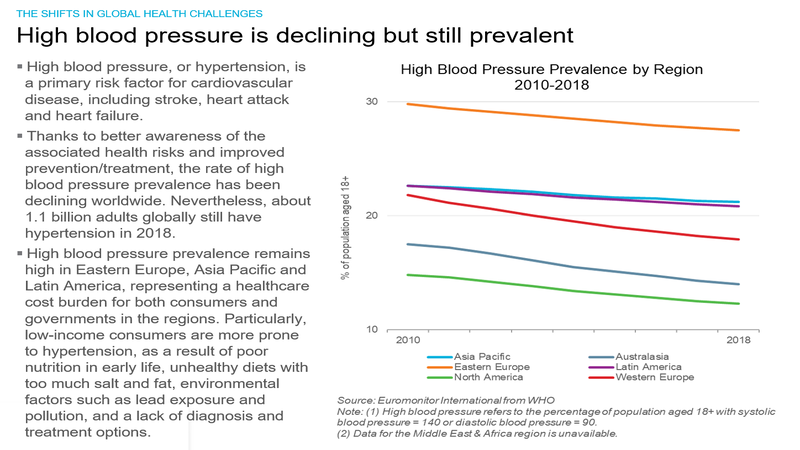 THE SHIFTS IN GLOBAL HEALTH CHALLENGES
High blood pressure is declining but still prevalent
▪ High blood pressure, or hypertension, is
a primary risk factor for cardiovascular
disease, including stroke, heart attack
and heart failure.
▪ Thanks to better awareness of the
associated health risks and improved
prevention/treatment, the rate of high
blood pressure prevalence has been
declining worldwide. Nevertheless, about
1.1 billion adults globally still have
hypertension in 2018.
▪ High blood pressure prevalence remains
high in Eastern Europe, Asia Pacific and
Latin America, representing a healthcare
cost burden for both consumers and
governments in the regions. Particularly,
low-income consumers are more prone
to hypertension, as a result of poor
nutrition in early life, unhealthy diets with
too much salt and fat, environmental
factors such as lead exposure and
pollution, and a lack of diagnosis and
treatment options.
High Blood Pressure Prevalence by Region
2010-2018
% of population aged 18+
30
20
10
2010
2018
Asia Pacific
Australasia
Eastern Europe
Latin America
North America
Western Europe
Source: Euromonitor International from WHO
Note: (1) High blood pressure refers to the percentage of population aged 18+ with systolic
blood pressure = 140 or diastolic blood pressure = 90.
(2) Data for the Middle East & Africa region is unavailable.